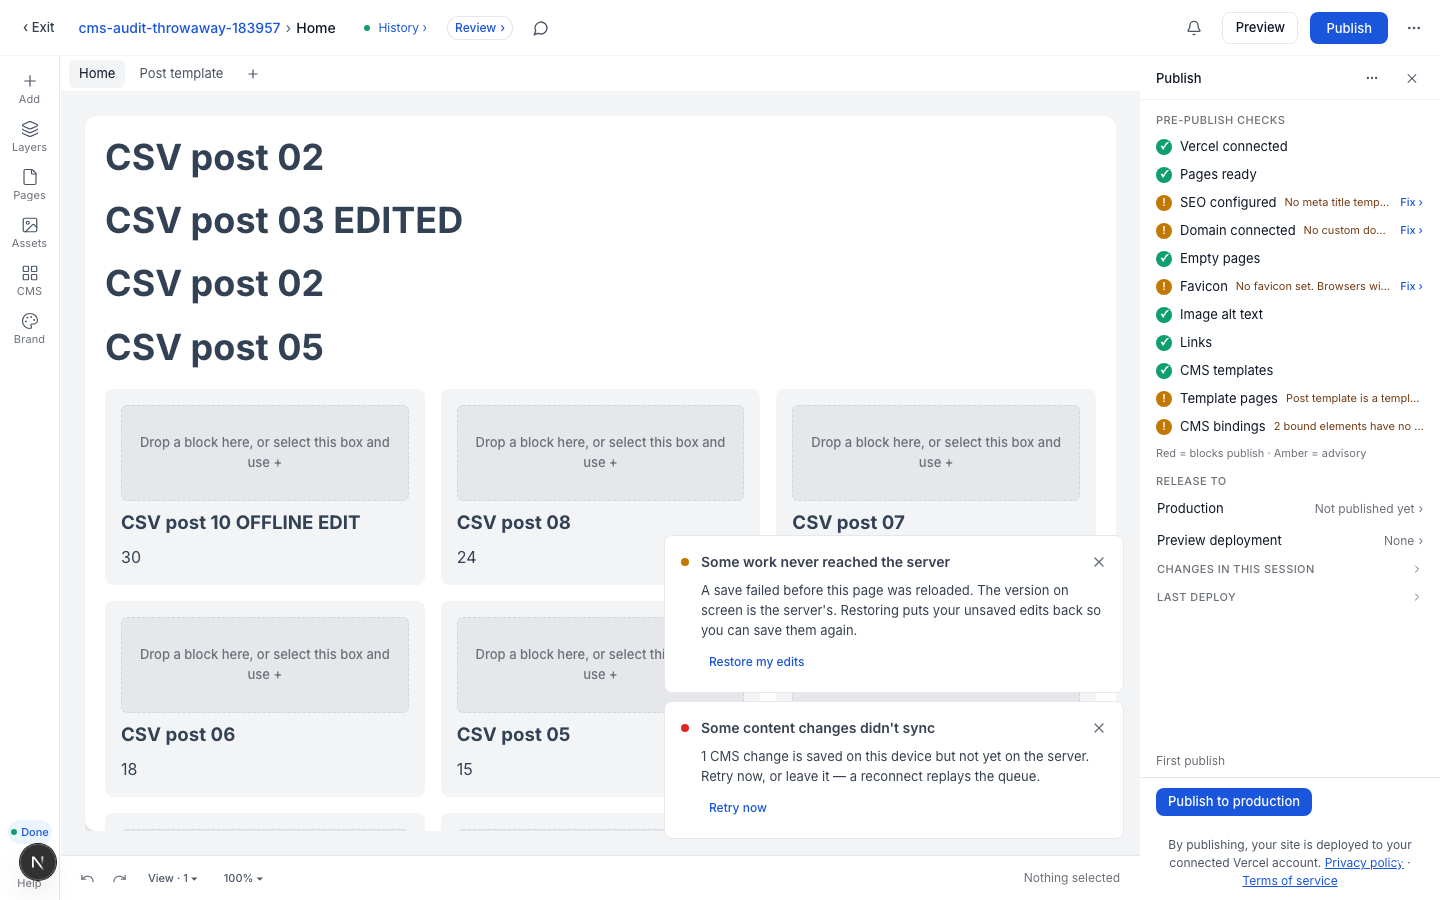 ‹ Exit
cms-audit-throwaway-183957 › Home
History ›
Review ›
Preview
Publish
Add
Layers
Pages
Assets
CMS
Brand
Done
N
Help
Home
Post template
CSV post 02
CSV post 03 EDITED
CSV post 02
CSV post 05
Drop a block here, or select this box and
use +
CSV post 10 OFFLINE EDIT
30
Drop a block here, or select this box and
use +
CSV post 08
24
Drop a block here, or select this box and
use +
CSV post 07
Drop a block here, or select this box and
use +
CSV post 06
18
Drop a block here, or select thi
use +
CSV post 05
15
Some work never reached the server
A save failed before this page was reloaded. The version on
screen is the server's. Restoring puts your unsaved edits back so
you can save them again.
Restore my edits
Some content changes didn't sync
1 CMS change is saved on this device but not yet on the server.
Retry now, or leave it — a reconnect replays the queue.
Retry now
View · 1
100%
Nothing selected
Publish
PRE-PUBLISH CHECKS
Vercel connected
Pages ready
SEO configured No meta title temp... Fix ›
Domain connected No custom do... Fix ›
Empty pages
Favicon No favicon set. Browsers wi... Fix ›
Image alt text
Links
CMS templates
Template pages Post template is a templ...
CMS bindings 2 bound elements have no ...
Red = blocks publish · Amber = advisory
RELEASE TO
Production Not published yet ›
Preview deployment None ›
CHANGES IN THIS SESSION
LAST DEPLOY
First publish
Publish to production
By publishing, your site is deployed to your
connected Vercel account. Privacy policy ·
Terms of service